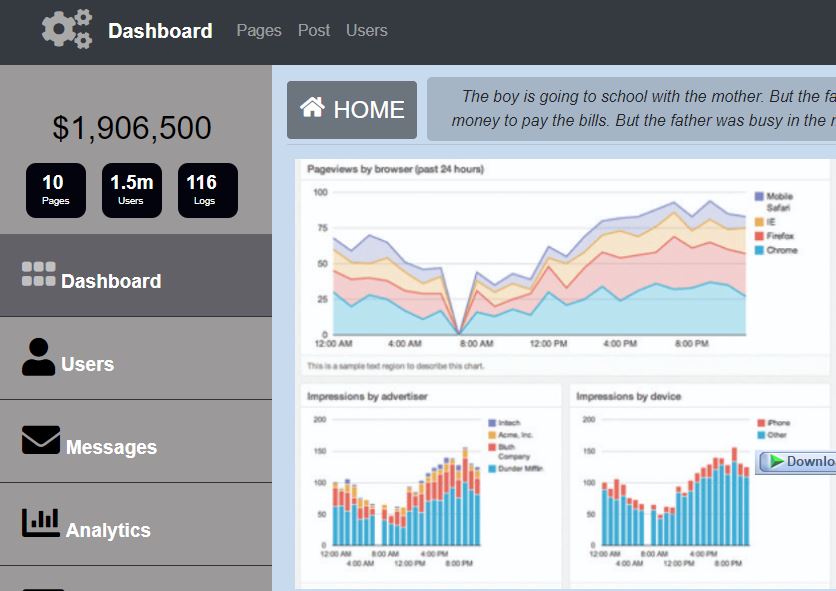 Dashboard Pages Post Users
$1,906,500
10 1.5m 116
Pages Users Logs
Dashboard
Users
Messages
Analytics
HOME
The boy is going to school with the mother. But the fa
money to pay the bills. But the father was busy in the
Pageviews by browser (past 24 hours)
100
75
50
25
0
12:00 AM 4:00 AM 8:00 AM 12:00 PM 4:00 PM 8:00 PM
Mobile
Safari
IE
Firefox
Chrome
This is a sample text region to describe this chart.
Impressions by advertiser
200
150
100
50
0
12:00 AM 8:00 AM 4:00 PM
4:00 AM 12:00 PM 8:00 PM
Intech
Acme, Inc.
Bluth
Company
Dunder Mifflin
Impressions by device
200
150
100
50
0
12:00 AM 8:00 AM 4:00 PM
4:00 AM 12:00 PM 8:00 PM
iPhone
Other
Downlo